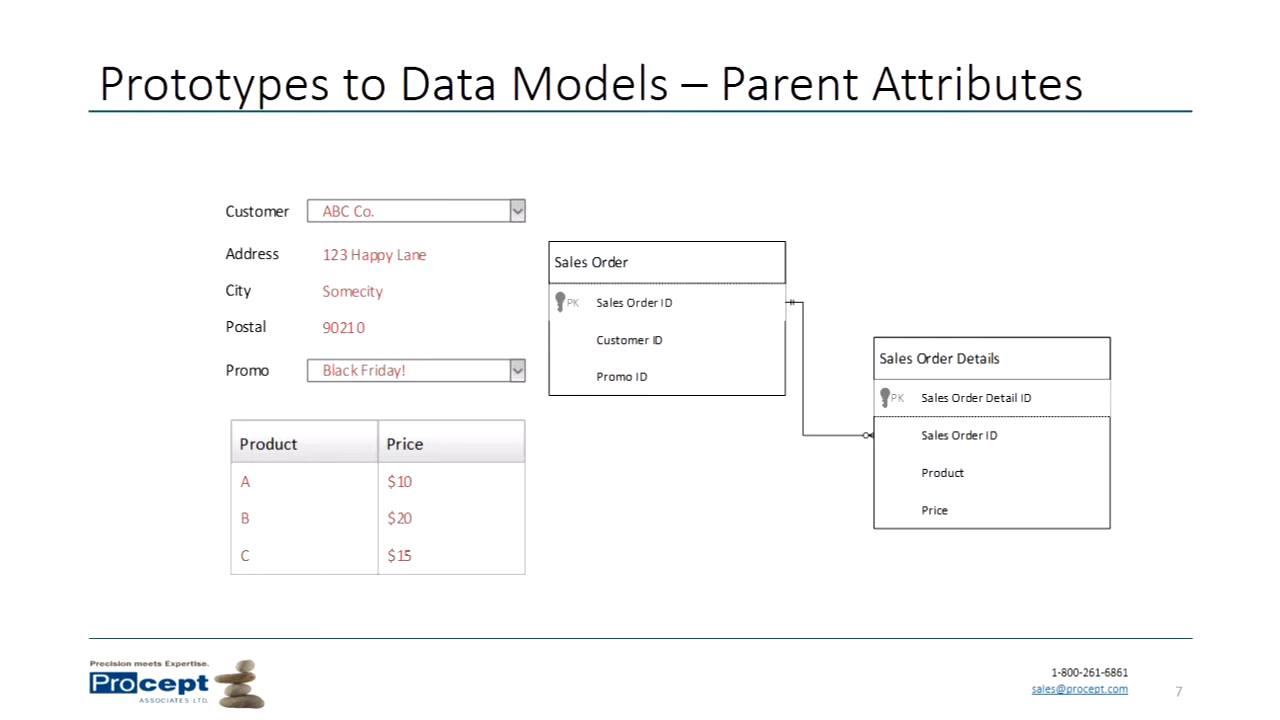 Prototypes to Data Models – Parent Attributes
Customer ABC Co.
Address 123 Happy Lane
City Somecity
Postal 90210
Promo Black Friday!
Product Price
A $10
B $20
C $15
Sales Order
PK Sales Order ID
Customer ID
Promo ID
Sales Order Details
PK Sales Order Detail ID
Sales Order ID
Product
Price
Precision meets Expertise.
Procept
ASSOCIATES LTD.
1-800-261-6861
sales@procept.com
7